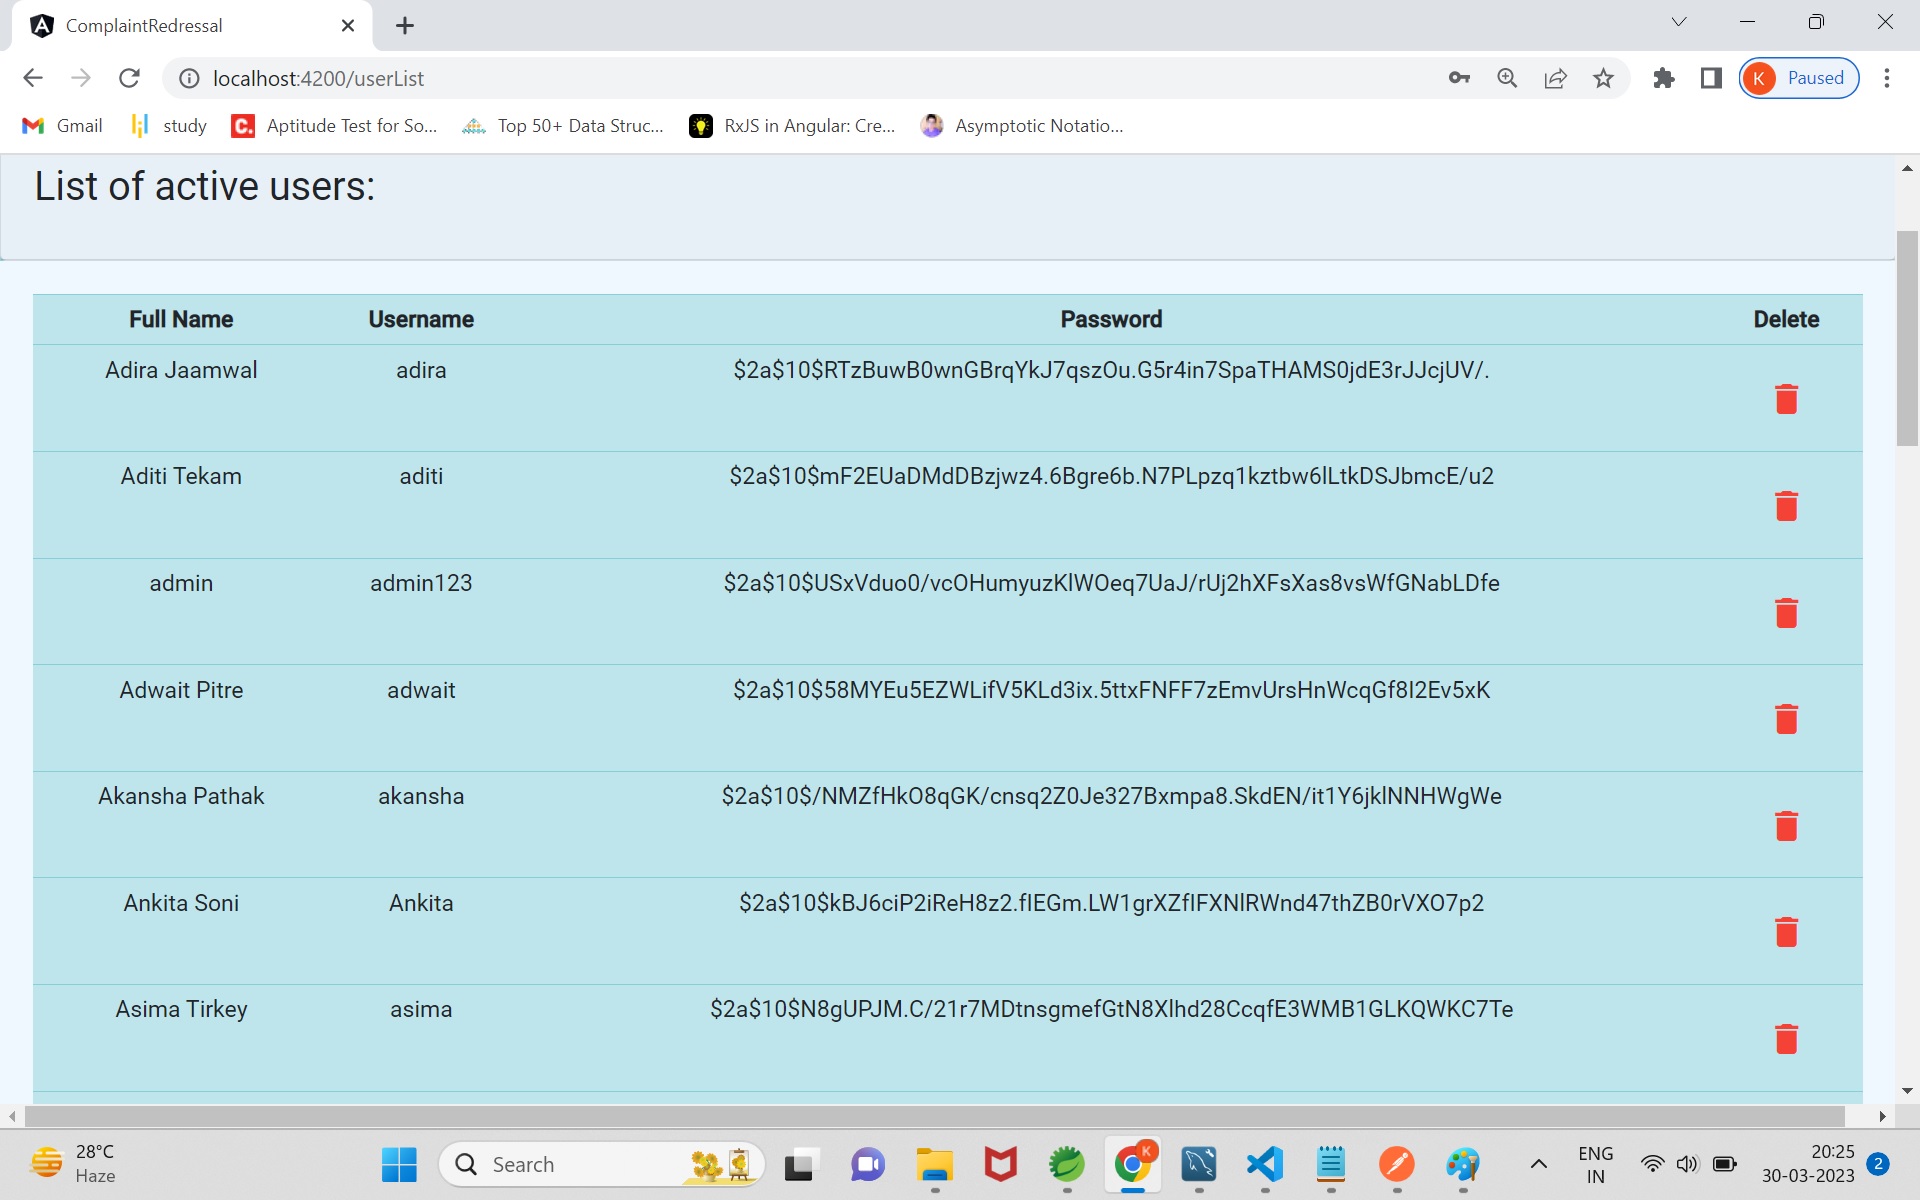 ComplaintRedressal
localhost:4200/userList
Paused
K
Gmail study Aptitude Test for So... Top 50+ Data Struc... RxJS in Angular: Cre... Asymptotic Notatio...
List of active users:
Full Name Username Password Delete
Adira Jaamwal adira $2a$10$RTzBuwB0wnGBrqYkJ7qszOu.G5r4in7SpaTHAMS0jdE3rJJcjUV/.
Aditi Tekam aditi $2a$10$mF2EUaDMdDBzjwz4.6Bgre6b.N7PLpzq1kztbw6lLtkDSJbmcE/u2
admin admin123 $2a$10$USxVduo0/vcOHumyuzKlWOeq7UaJ/rUj2hXFsXas8vsWfGNabLDfe
Adwait Pitre adwait $2a$10$58MYEu5EZWLifV5KLd3ix.5ttxFNFF7zEmvUrsHnWcqGf8I2Ev5xK
Akansha Pathak akansha $2a$10$/NMZfHkO8qGK/cnsq2Z0Je327Bxmpa8.SkdEN/it1Y6jklNNHWgWe
Ankita Soni Ankita $2a$10$kBJ6ciP2iReH8z2.fIEGm.LW1grXZfIFXNlRWnd47thZB0rVXO7p2
Asima Tirkey asima $2a$10$N8gUPJM.C/21r7MDtnsgmefGtN8Xlhd28CcqfE3WMB1GLKQWKC7Te
28°C
Haze
Search
K
ENG
IN
20:25
30-03-2023
2